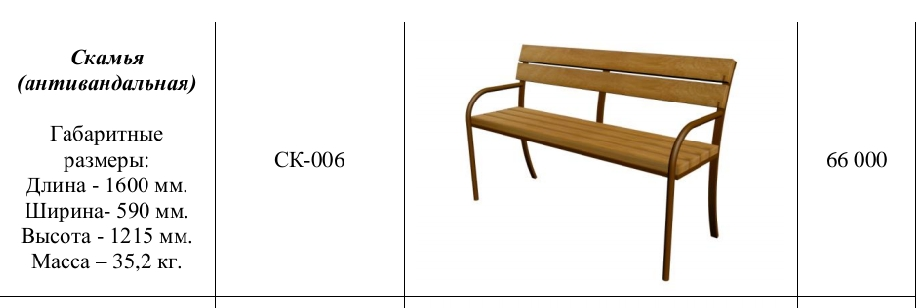 Скамья
(антивандальная)
Габаритные
размеры:
Длина - 1600 мм.
Ширина- 590 мм.
Высота - 1215 мм.
Масса – 35,2 кг.
СК-006
66 000